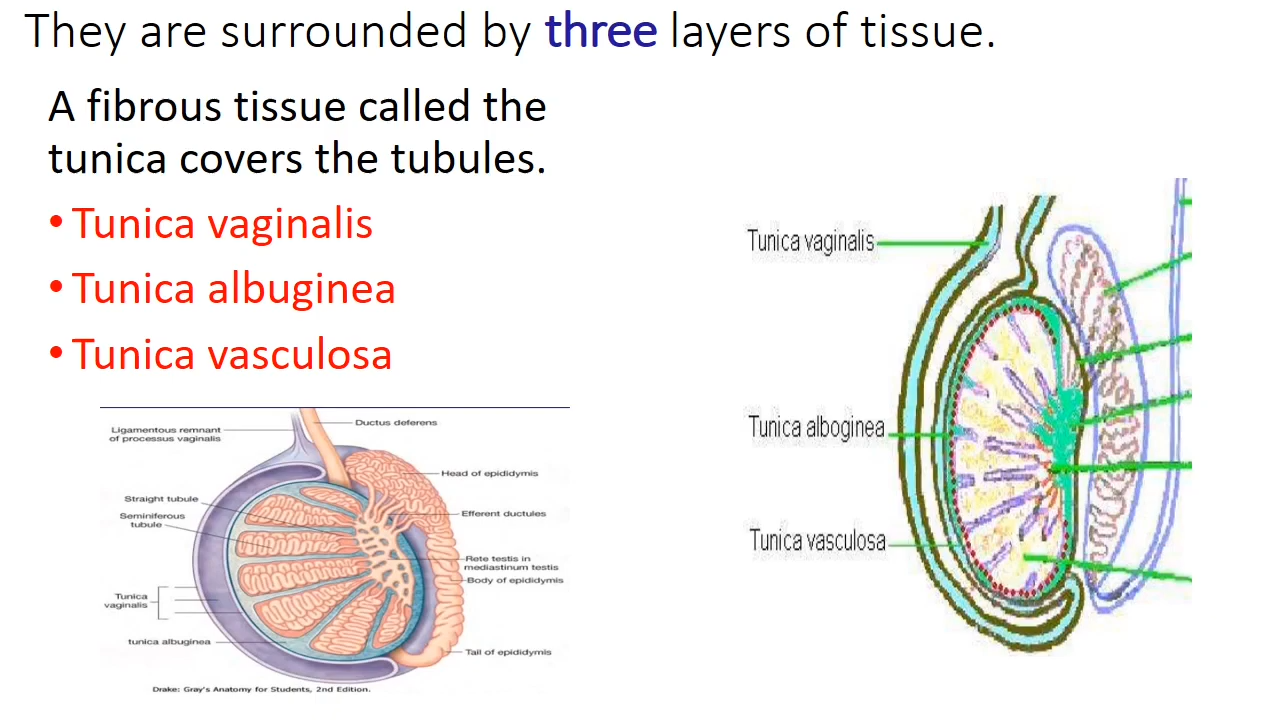 They are surrounded by three layers of tissue.
A fibrous tissue called the
tunica covers the tubules.
• Tunica vaginalis
• Tunica albuginea
• Tunica vasculosa
Ligamentous remnant
of processus vaginalis
Ductus deferens
Head of epididymis
Straight tubule
Seminiferous
tubule
Efferent ductules
Rete testis in
mediastinum testis
Body of epididymis
Tunica
vaginalis
tunica albuginea
Tail of epididymis
Drake: Gray's Anatomy for Students, 2nd Edition.
Tunica vaginalis
Tunica alboginea
Tunica vasculosa